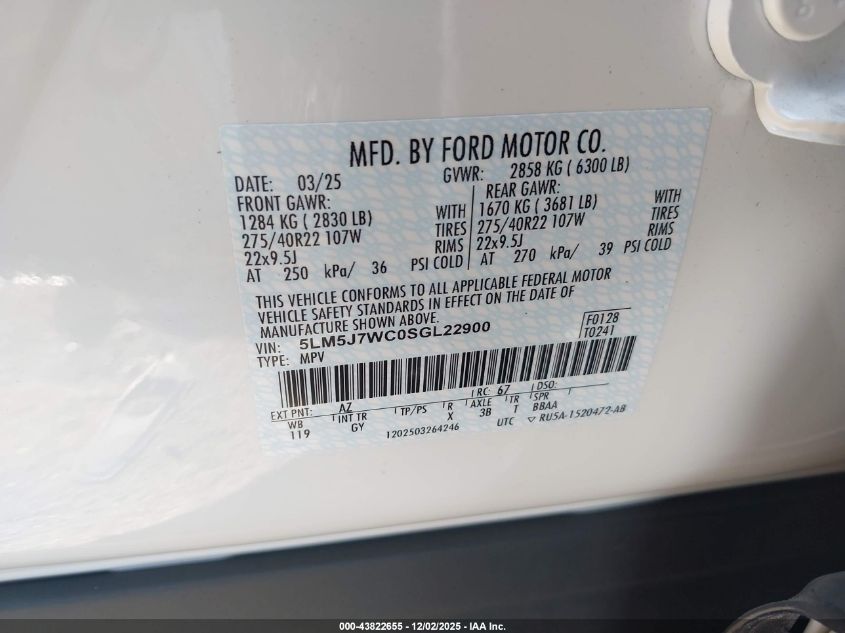 MFD. BY FORD MOTOR CO.
DATE: 03/25 GVWR: 2858 KG ( 6300 LB)
FRONT GAWR: REAR GAWR:
1284 KG ( 2830 LB) WITH 1670 KG ( 3681 LB) WITH
275/40R22 107W TIRES 275/40R22 107W TIRES
22x9.5J RIMS 22x9.5J RIMS
AT 250 kPa/ 36 PSI COLD AT 270 kPa/ 39 PSI COLD
THIS VEHICLE CONFORMS TO ALL APPLICABLE FEDERAL MOTOR
VEHICLE SAFETY STANDARDS IN EFFECT ON THE DATE OF
MANUFACTURE SHOWN ABOVE.
VIN: 5LM5J7WC0SGL22900 F0128
TYPE: MPV T0241
EXT PNT: AZ RC: 67 DSO:
WB INT TR TP/PS R AXLE TR SPR
119 GY X 3B T BBAA
1202503264246 UTC ▽ RU5A-1520472-AB
000-43822655 - 12/02/2025 - IAA Inc.